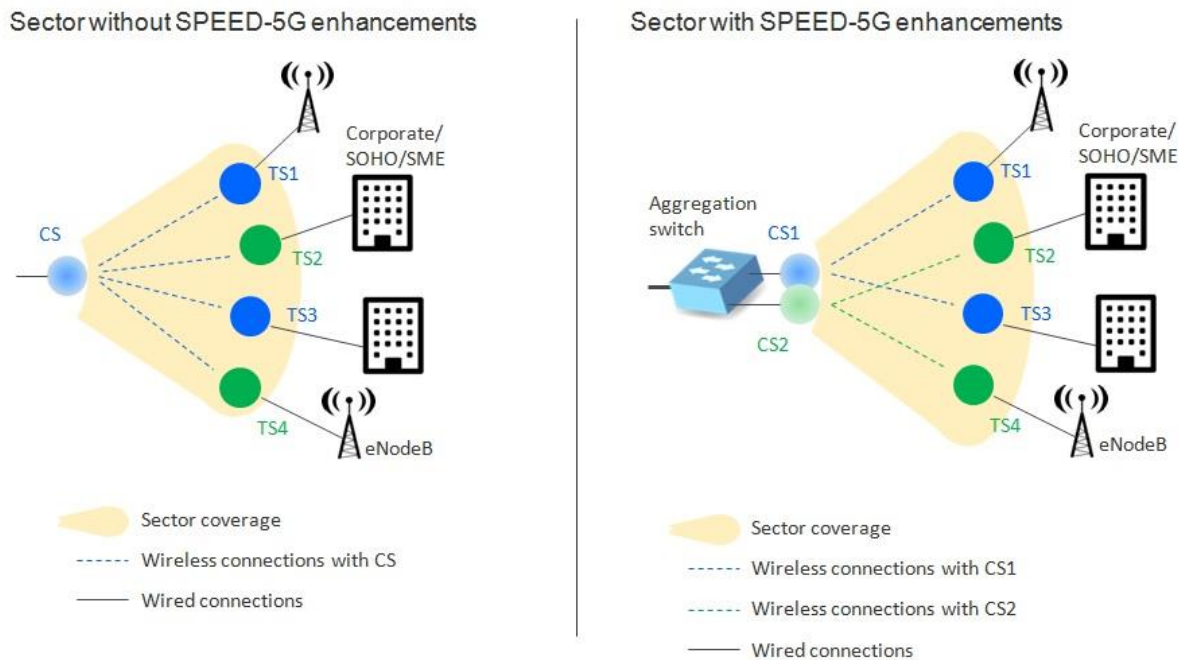 Sector without SPEED-5G enhancements
Corporate/
SOHO/SME
TS1
CS
TS2
TS3
TS4
eNodeB
Sector coverage
Wireless connections with CS
Wired connections
Sector with SPEED-5G enhancements
Corporate/
SOHO/SME
TS1
Aggregation
switch
CS1
TS2
TS3
CS2
TS4
eNodeB
Sector coverage
Wireless connections with CS1
Wireless connections with CS2
Wired connections